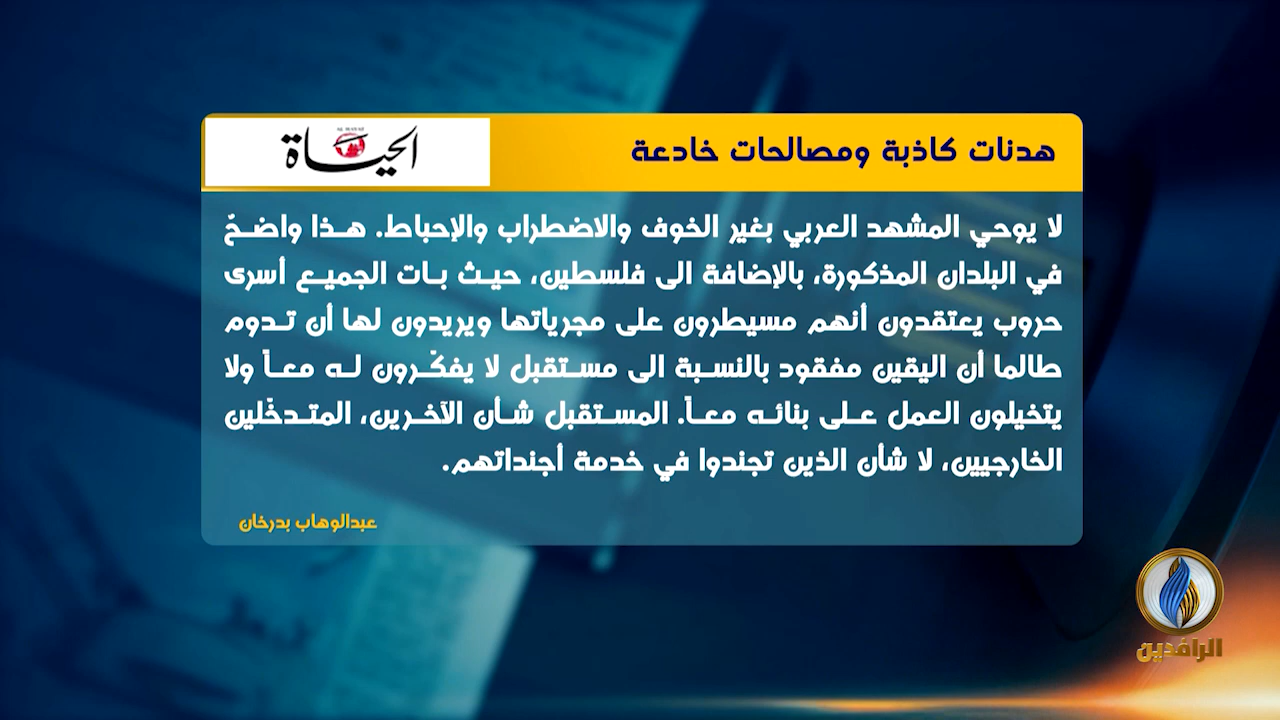 هدنات كاذبة ومصالحات خادعة
الحياة
لا يوحي المشهد العربي بغير الخوف والاضطراب والإحباط. هذا واضحٌ
في البلدان المذكورة، بالإضافة الى فلسطين، حيث بات الجميع أسرى
حروب يعتقدون أنهم مسيطرون على مجرياتها ويريدون لها أن تدوم
طالما أن اليقين مفقود بالنسبة الى مستقبل لا يفكّرون له معاً ولا
يتخيلون العمل على بنائه معاً. المستقبل شأن الآخرين، المتدخّلين
الخارجيين، لا شأن الذين تجندوا في خدمة أجنداتهم.
عبدالوهاب بدرخان
الرافدين